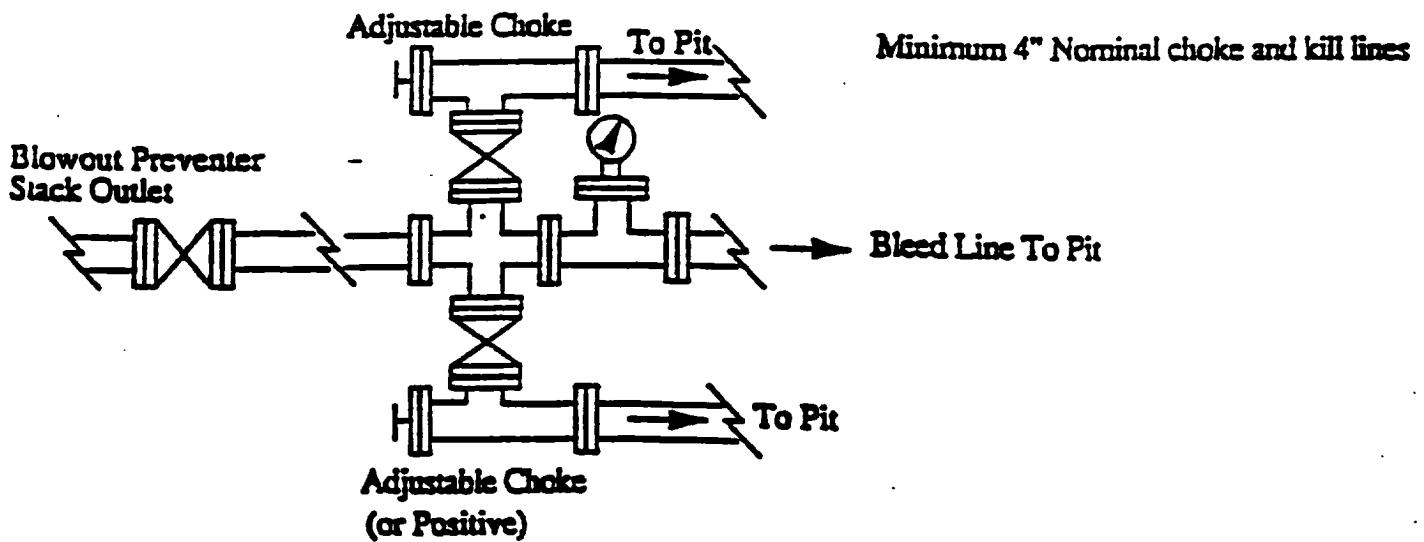 Adjustable Choke
To Pit
Minimum 4" Nominal choke and kill lines
Blowout Preventer
Stack Outlet
Bleed Line To Pit
To Pit
Adjustable Choke
(or Positive)